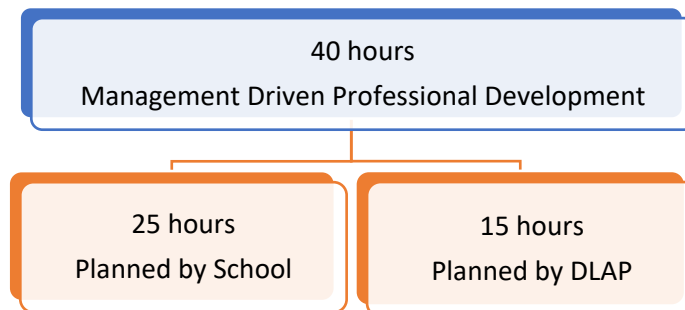 40 hours
Management Driven Professional Development
25 hours
Planned by School
15 hours
Planned by DLAP